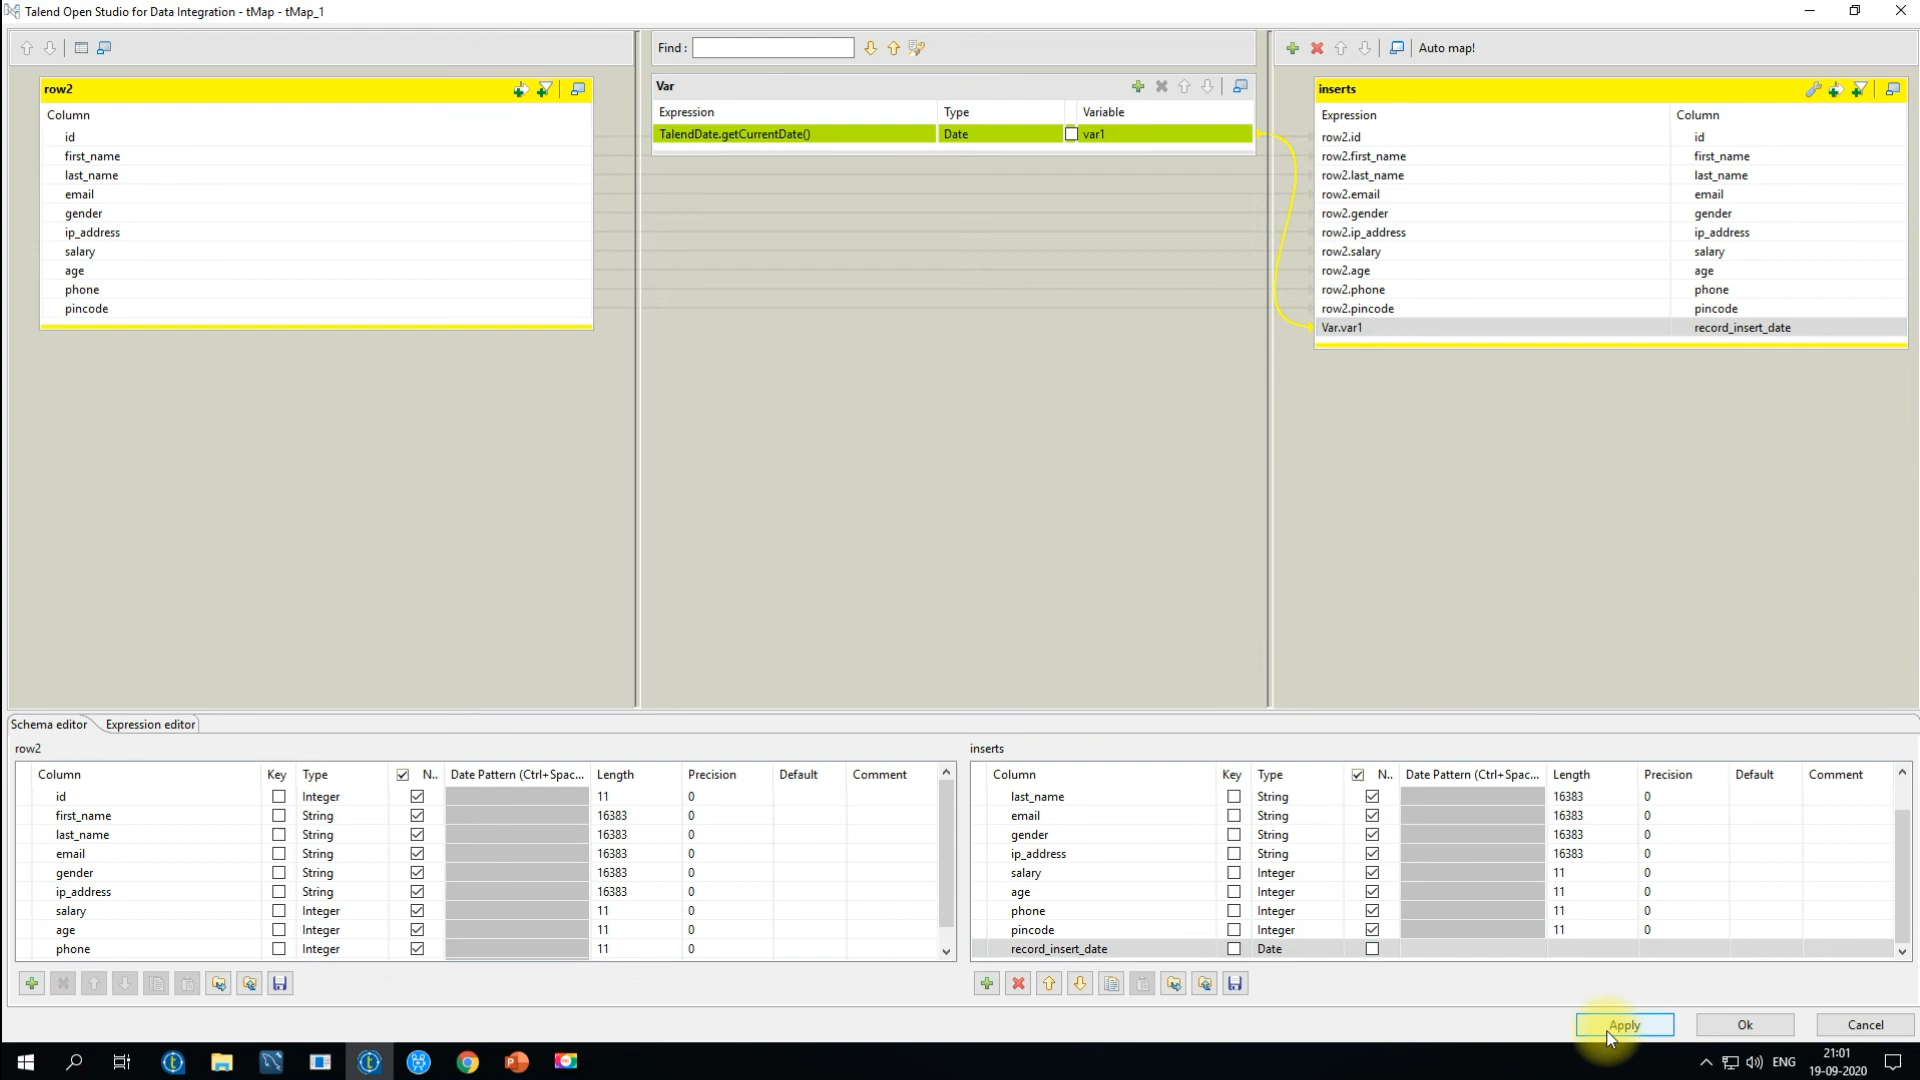 Talend Open Studio for Data Integration - tMap - tMap_1
Find :
Auto map!
row2
Column
id
first_name
last_name
email
gender
ip_address
salary
age
phone
pincode
Var
Expression Type Variable
TalendDate.getCurrentDate() Date var1
inserts
Expression Column
row2.id id
row2.first_name first_name
row2.last_name last_name
row2.email email
row2.gender gender
row2.ip_address ip_address
row2.salary salary
row2.age age
row2.phone phone
row2.pincode pincode
Var.var1 record_insert_date
Schema editor Expression editor
row2
Column Key Type N.. Date Pattern (Ctrl+Spac... Length Precision Default Comment
id Integer 11 0
first_name String 16383 0
last_name String 16383 0
email String 16383 0
gender String 16383 0
ip_address String 16383 0
salary Integer 11 0
age Integer 11 0
phone Integer 11 0
inserts
Column Key Type N.. Date Pattern (Ctrl+Spac... Length Precision Default Comment
last_name String 16383 0
email String 16383 0
gender String 16383 0
ip_address String 16383 0
salary Integer 11 0
age Integer 11 0
phone Integer 11 0
pincode Integer 11 0
record_insert_date Date
Apply Ok Cancel
ENG
21:01
19-09-2020